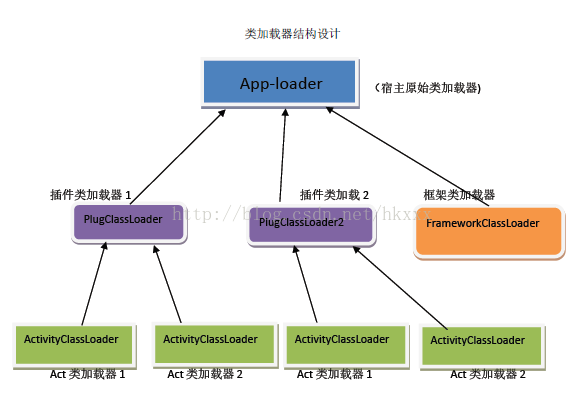 类加载器结构设计
App-loader
（宿主原始类加载器)
插件类加载器 1
插件类加载 2
框架类加载器
PlugClassLoader
PlugClassLoader2
FrameworkClassLoader
http://blog.csdn.net/hkxxx
ActivityClassLoader
ActivityClassLoader
ActivityClassLoader
ActivityClassLoader
Act 类加载器 1
Act 类加载器 2
Act 类加载器 1
Act 类加载器 2